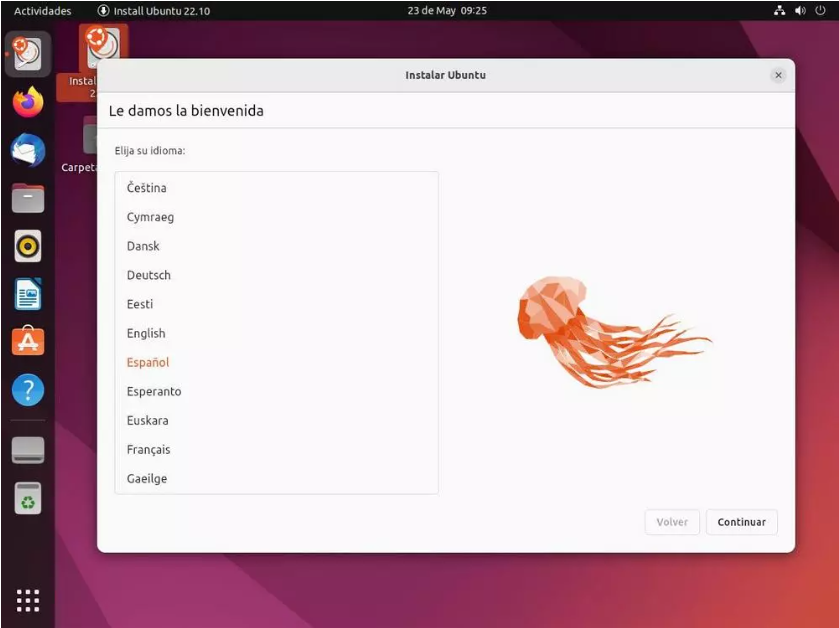 Actividades
Install Ubuntu 22.10
23 de May 09:25
Instal
2
Carpeta
Instalar Ubuntu
Le damos la bienvenida
Elija su idioma:
Čeština
Cymraeg
Dansk
Deutsch
Eesti
English
Español
Esperanto
Euskara
Français
Gaeilge
Volver
Continuar